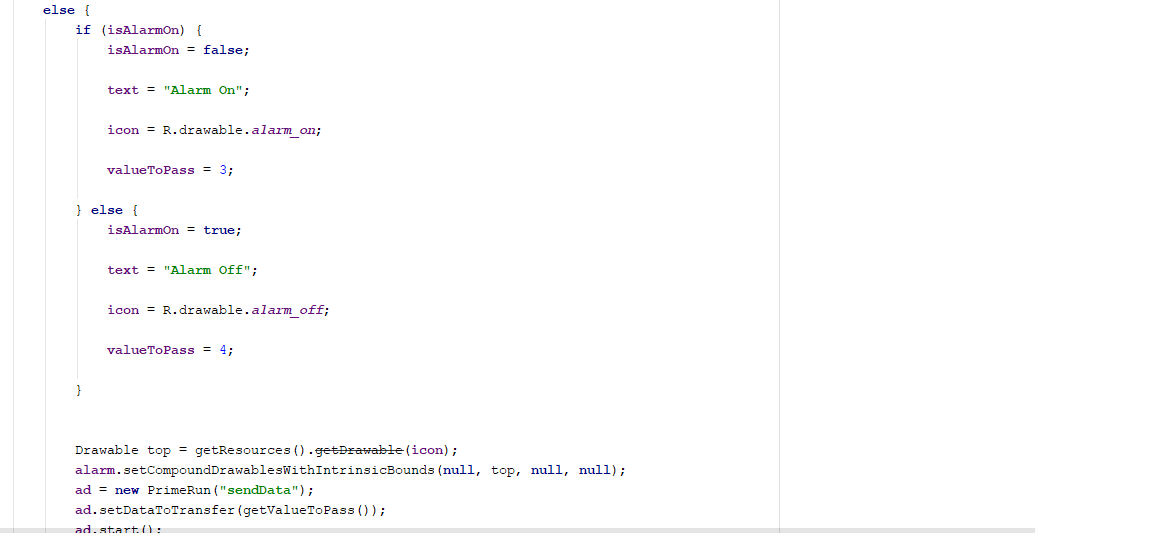 else {
if (isAlarmOn) {
isAlarmOn = false;
text = "Alarm On";
icon = R.drawable.alarm_on;
valueToPass = 3;
} else {
isAlarmOn = true;
text = "Alarm Off";
icon = R.drawable.alarm_off;
valueToPass = 4;
}
Drawable top = getResources().getDrawable(icon);
alarm.setCompoundDrawablesWithIntrinsicBounds(null, top, null, null);
ad = new PrimeRun("sendData");
ad.setDataToTransfer(getValueToPass());
ad.start();